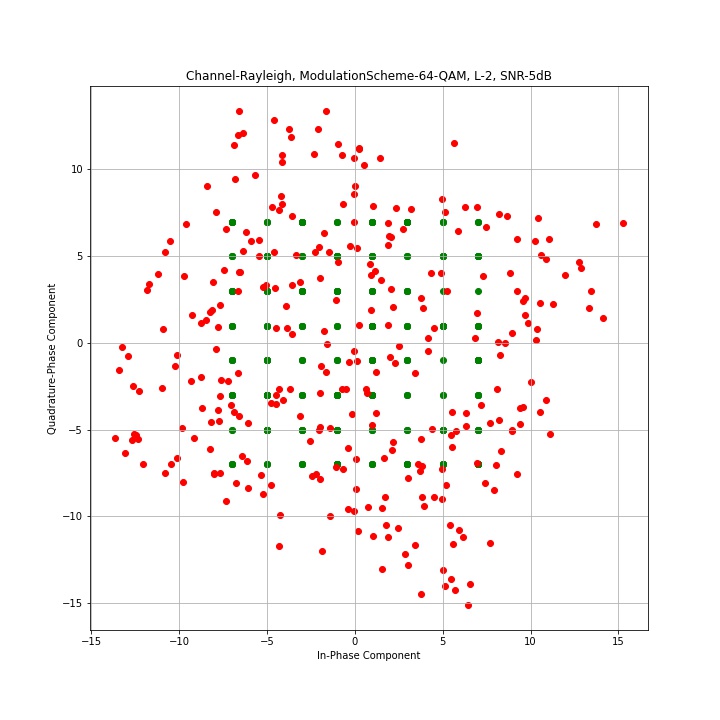 Channel-Rayleigh, ModulationScheme-64-QAM, L-2, SNR-5dB
Quadrature-Phase Component
10
5
0
−5
−10
−15
−15 −10 −5 0 5 10 15
In-Phase Component